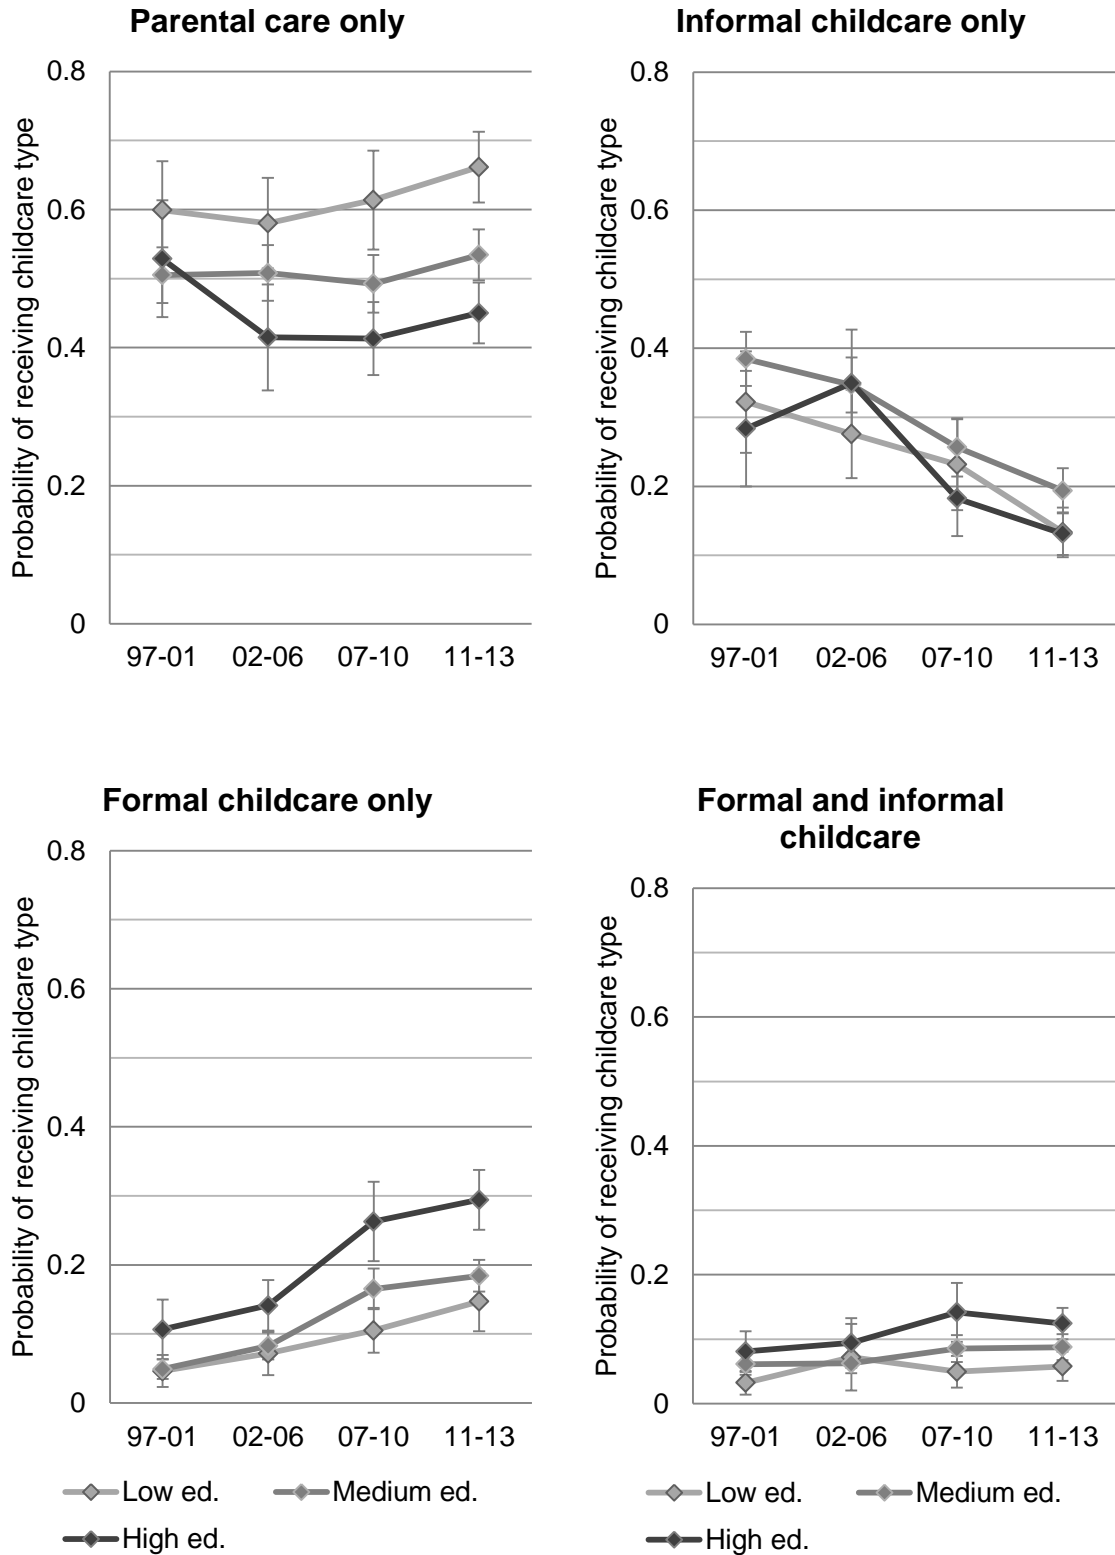 Parental care only
Probability of receiving childcare type
0.8
0.6
0.4
0.2
0
97-01 02-06 07-10 11-13
Informal childcare only
Probability of receiving childcare type
0.8
0.6
0.4
0.2
0
97-01 02-06 07-10 11-13
Formal childcare only
Probability of receiving childcare type
0.8
0.6
0.4
0.2
0
97-01 02-06 07-10 11-13
Low ed. Medium ed.
High ed.
Formal and informal
childcare
Probability of receiving childcare type
0.8
0.6
0.4
0.2
0
97-01 02-06 07-10 11-13
Low ed. Medium ed.
High ed.